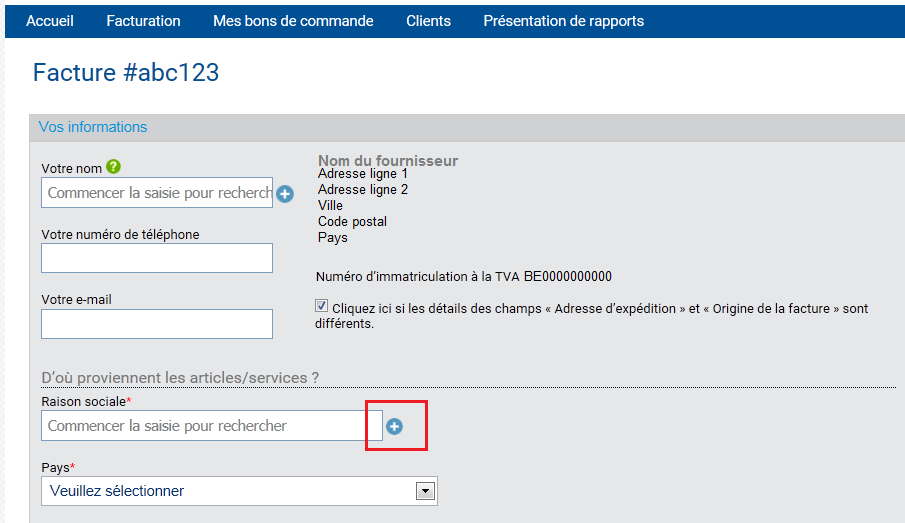 Accueil Facturation Mes bons de commande Clients Présentation de rapports
Facture #abc123
Vos informations
Votre nom ?
Commencer la saisie pour recherch
Nom du fournisseur
Adresse ligne 1
Adresse ligne 2
Ville
Code postal
Pays
Votre numéro de téléphone
Numéro d'immatriculation à la TVA BE0000000000
Votre e-mail
Cliquez ici si les détails des champs « Adresse d'expédition » et « Origine de la facture » sont
différents.
D'où proviennent les articles/services ?
Raison sociale*
Commencer la saisie pour rechercher
Pays*
Veuillez sélectionner